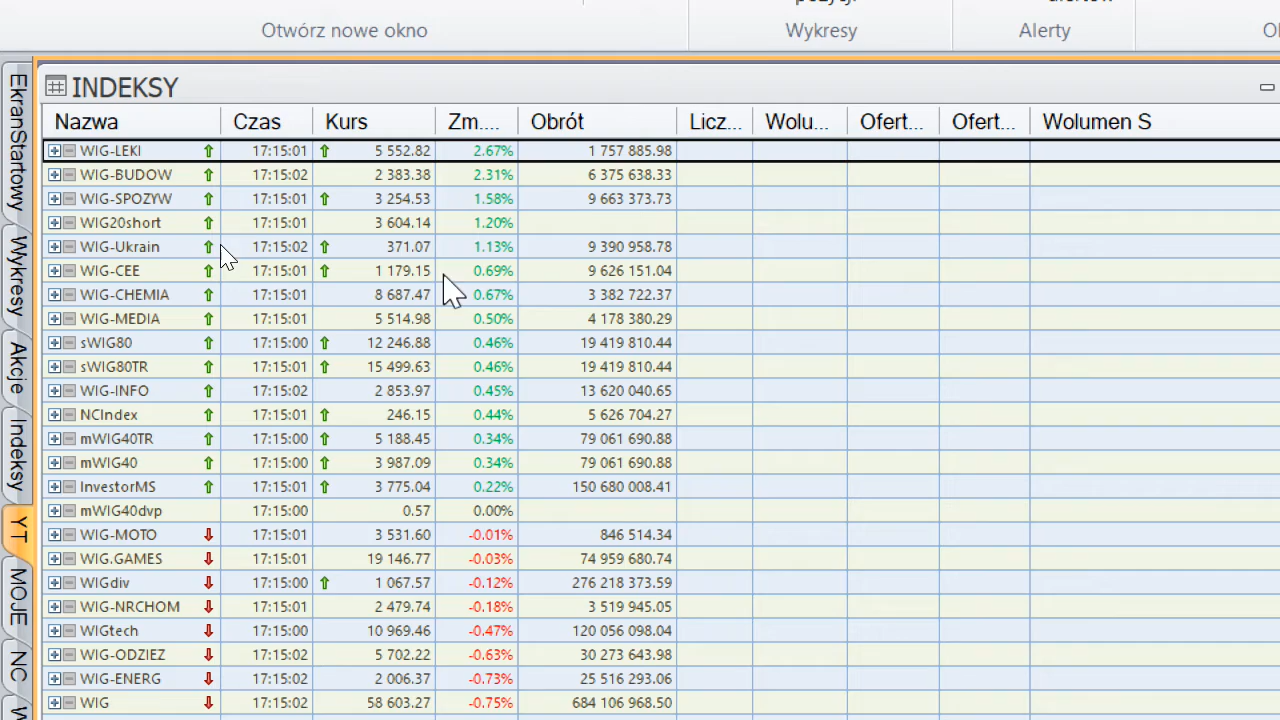 Otwórz nowe okno Wykresy Alerty
INDEKSY
Nazwa Czas Kurs Zm.... Obrót Licz... Wolu... Ofert... Ofert... Wolumen S
WIG-LEKI 17:15:01 5 552.82 2.67% 1 757 885.98
WIG-BUDOW 17:15:02 2 383.38 2.31% 6 375 638.33
WIG-SPOZYW 17:15:01 3 254.53 1.58% 9 663 373.73
WIG20short 17:15:01 3 604.14 1.20%
WIG-Ukrain 17:15:02 371.07 1.13% 9 390 958.78
WIG-CEE 17:15:01 1 179.15 0.69% 9 626 151.04
WIG-CHEMIA 17:15:01 8 687.47 0.67% 3 382 722.37
WIG-MEDIA 17:15:01 5 514.98 0.50% 4 178 380.29
sWIG80 17:15:00 12 246.88 0.46% 19 419 810.44
sWIG80TR 17:15:01 15 499.63 0.46% 19 419 810.44
WIG-INFO 17:15:02 2 853.97 0.45% 13 620 040.65
NCIndex 17:15:01 246.15 0.44% 5 626 704.27
mWIG40TR 17:15:00 5 188.45 0.34% 79 061 690.88
mWIG40 17:15:00 3 987.09 0.34% 79 061 690.88
InvestorMS 17:15:01 3 775.04 0.22% 150 680 008.41
mWIG40dvp 17:15:00 0.57 0.00%
WIG-MOTO 17:15:01 3 531.60 -0.01% 846 514.34
WIG.GAMES 17:15:01 19 146.77 -0.03% 74 959 680.74
WIGdiv 17:15:00 1 067.57 -0.12% 276 218 373.59
WIG-NRCHOM 17:15:01 2 479.74 -0.18% 3 519 945.05
WIGtech 17:15:00 10 969.46 -0.47% 120 056 098.04
WIG-ODZIEZ 17:15:02 5 702.22 -0.63% 30 273 643.98
WIG-ENERG 17:15:02 2 006.37 -0.73% 25 516 293.06
WIG 17:15:02 58 603.27 -0.75% 684 106 968.50
EkranStartowy
Wykresy
Akcje
Indeksy
YT
MOJE
NC